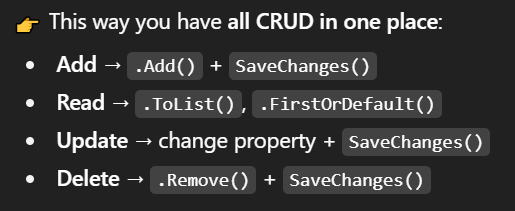 👉 This way you have all CRUD in one place:
• Add → .Add() + SaveChanges()
• Read → .ToList(), .FirstOrDefault()
• Update → change property + SaveChanges()
• Delete → .Remove() + SaveChanges()